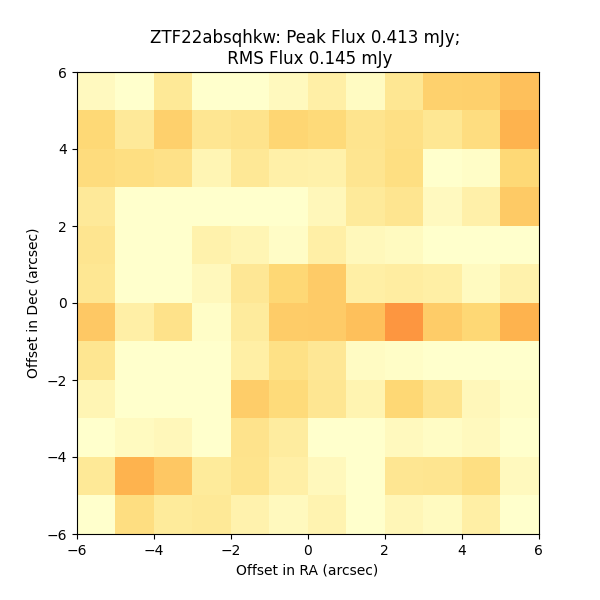 ZTF22absqhkw: Peak Flux 0.413 mJy;
RMS Flux 0.145 mJy
6
4
2
0
−2
−4
−6
Offset in Dec (arcsec)
−6 −4 −2 0 2 4 6
Offset in RA (arcsec)